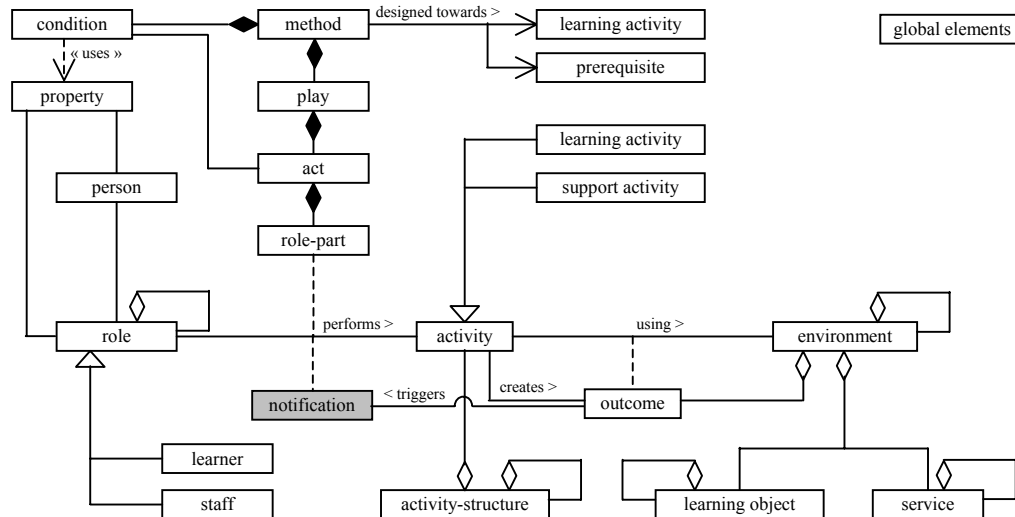 condition
method
designed towards >
learning activity
global elements
« uses »
prerequisite
property
play
learning activity
act
person
support activity
role-part
role
performs >
activity
using >
environment
notification
< triggers
creates >
outcome
learner
staff
activity-structure
learning object
service